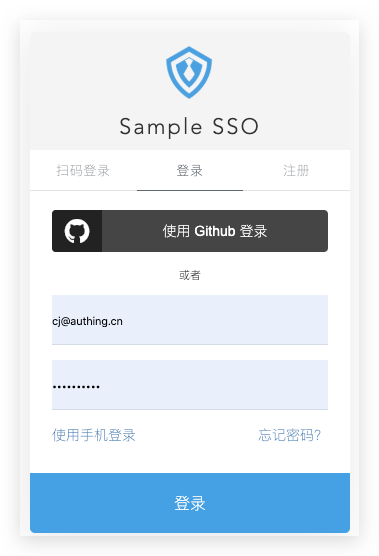 Sample SSO
扫码登录 登录 注册
使用 Github 登录
或者
cj@authing.cn
••••••••••
使用手机登录 忘记密码？
登录